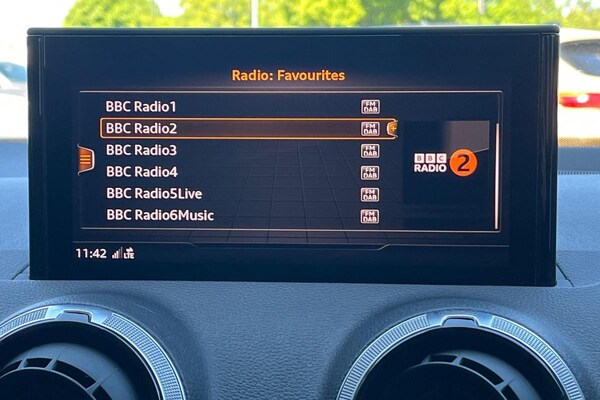 Radio: Favourites
BBC Radio1 FM DAB
BBC Radio2 FM DAB
BBC Radio3 FM DAB
BBC Radio4 FM DAB
BBC Radio5Live FM DAB
BBC Radio6Music FM DAB
BBC
RADIO 2
11:42 LTE